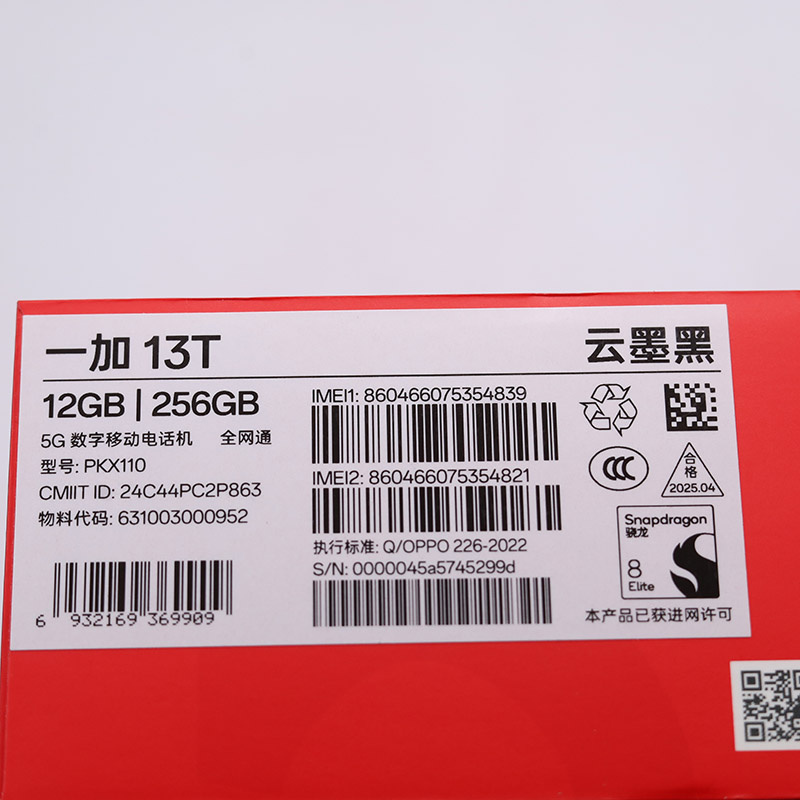 一加 13T
云墨黑
12GB | 256GB
5G 数字移动电话机 全网通
型号: PKX110
CMIIT ID: 24C44PC2P863
物料代码: 631003000952
6 932169 369909
IMEI1: 860466075354839
IMEI2: 860466075354821
执行标准: Q/OPPO 226-2022
S/N: 0000045a5745299d
CCC
合
格
2025.04
Snapdragon
骁龙
8
Elite
本产品已获进网许可